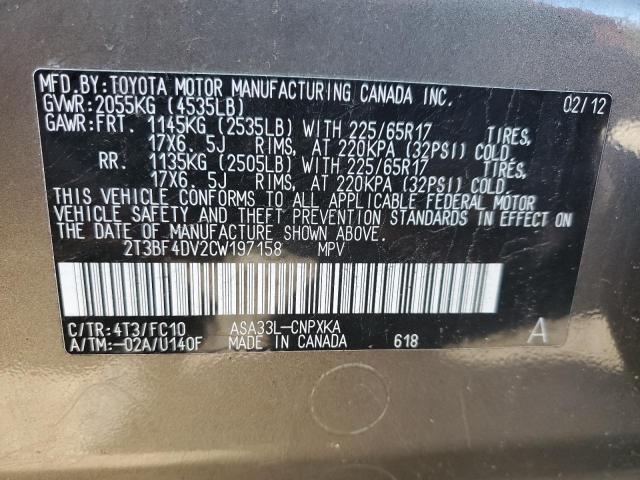 MFD.BY:TOYOTA MOTOR MANUFACTURING CANADA INC. 02/12
GVWR:2055KG (4535LB)
GAWR:FRT. 1145KG (2535LB) WITH 225/65R17 TIRES,
17X6. 5J RIMS, AT 220KPA (32PSI) COLD.
RR. 1135KG (2505LB) WITH 225/65R17 TIRES,
17X6. 5J RIMS, AT 220KPA (32PSI) COLD.
THIS VEHICLE CONFORMS TO ALL APPLICABLE FEDERAL MOTOR
VEHICLE SAFETY AND THEFT PREVENTION STANDARDS IN EFFECT ON
THE DATE OF MANUFACTURE SHOWN ABOVE.
2T3BF4DV2CW197158 MPV
C/TR:4T3/FC10 ASA33L-CNPXKA A
A/TM:-02A/U140F MADE IN CANADA 618